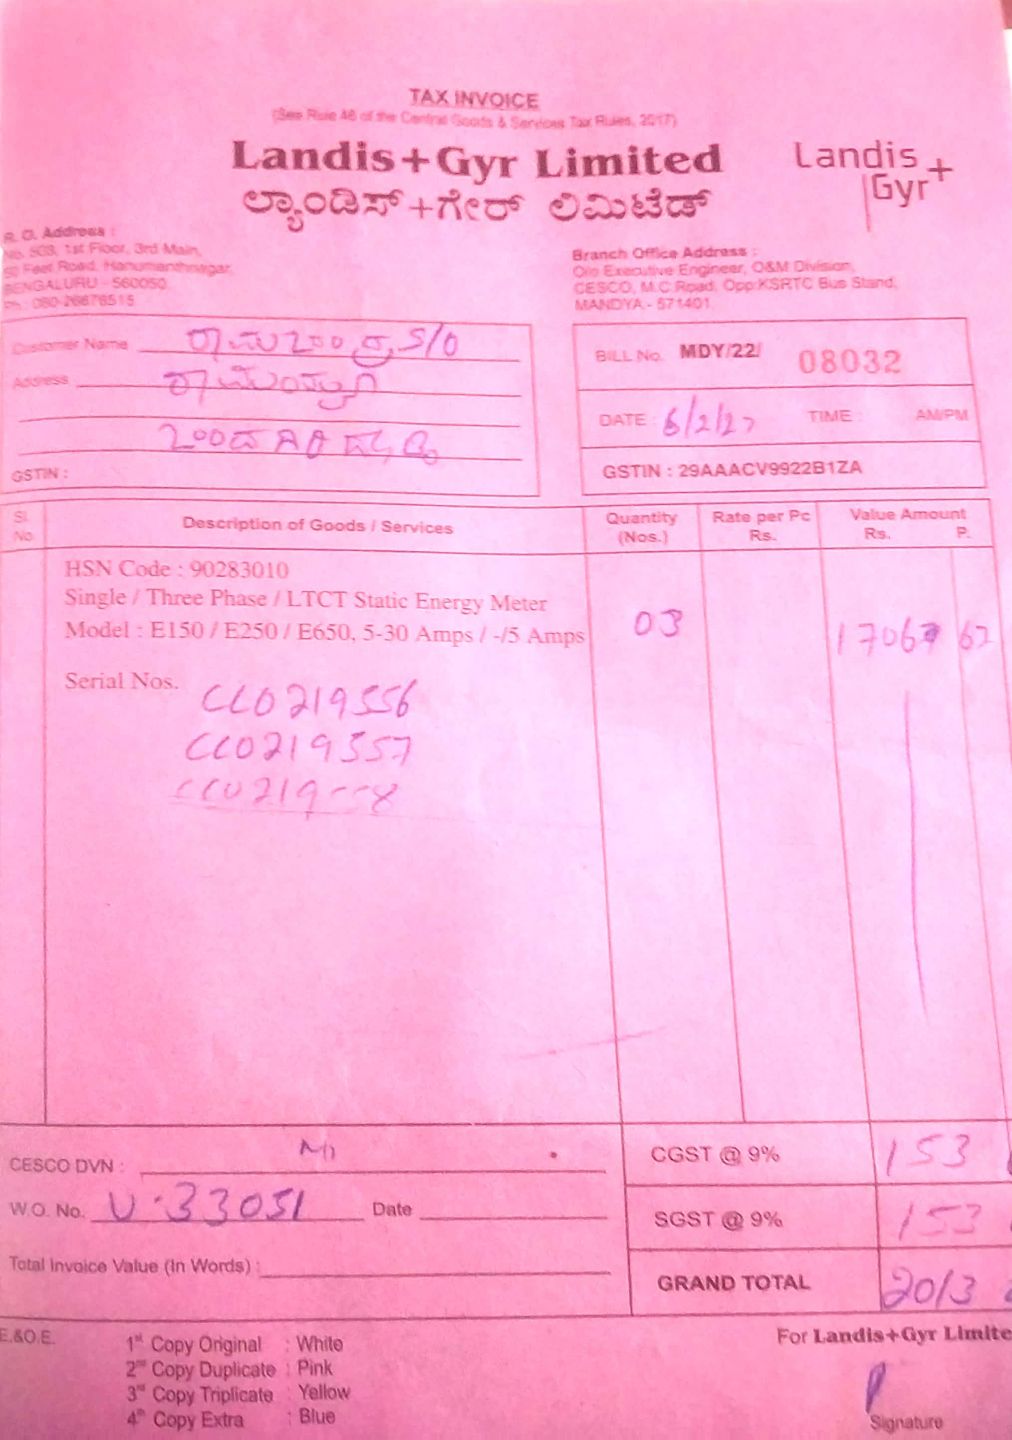 TAX INVOICE
(See Rule 46 of the Central Goods & Services Tax Rules, 2017)
Landis+Gyr Limited
ಲ್ಯಾಂಡಿಸ್+ಗೇರ್ ಲಿಮಿಟೆಡ್
Landis
Gyr+
R. O. Address :
No. 503, 1st Floor, 3rd Main,
Feet Road, Hanumanthnagar,
BENGALURU - 560050.
Ph : 080-26676515
Branch Office Address :
O/o Executive Engineer, O&M Division,
CESCO, M.C.Road, Opp:KSRTC Bus Stand,
MANDYA - 571401.
Customer Name S/O
Address
GSTIN :
BILL No. MDY/22/ 08032
DATE : 6/2/23 TIME : AM/PM
GSTIN : 29AAACV9922B1ZA
Sl. No. Description of Goods / Services Quantity (Nos.) Rate per Pc Rs. Value Amount Rs. P.
HSN Code : 90283010
Single / Three Phase / LTCT Static Energy Meter
Model : E150 / E250 / E650, 5-30 Amps / -/5 Amps 03 62
Serial Nos. CC0219556
CC0219557
CESCO DVN :
W.O. No. U-33051 Date
Total Invoice Value (In Words) :
CGST @ 9% 153
SGST @ 9% 153
GRAND TOTAL 2013
E.&O.E.
1st Copy Original : White
2nd Copy Duplicate : Pink
3rd Copy Triplicate : Yellow
4th Copy Extra : Blue
For Landis+Gyr Limite
Signature